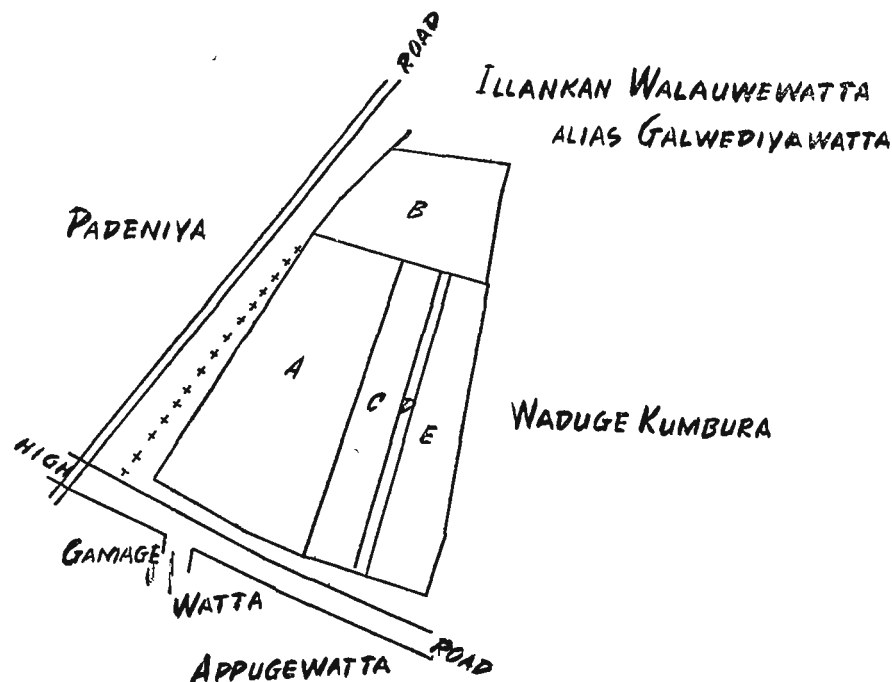 ROAD
ILLANKAN WALAUWEWATTA
ALIAS GALWEDIYAWATTA
PADENIYA
B
A
C
D
E
WADUGE KUMBURA
HIGH
GAMAGE
WATTA
ROAD
APPUGEWATTA